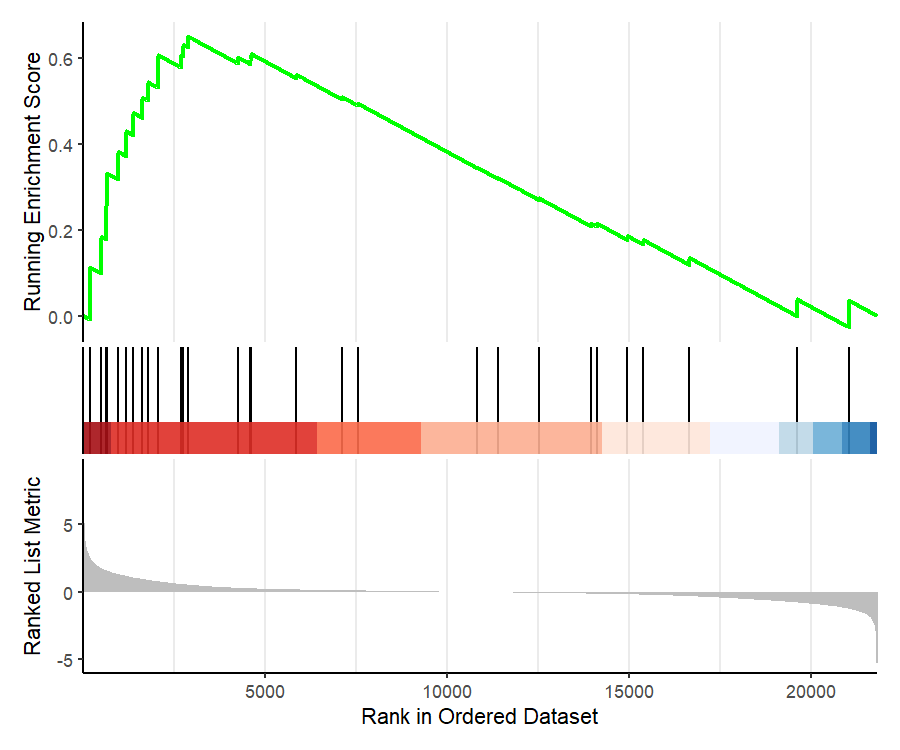 Running Enrichment Score
0.6
0.4
0.2
0.0
Ranked List Metric
5
0
-5
5000 10000 15000 20000
Rank in Ordered Dataset